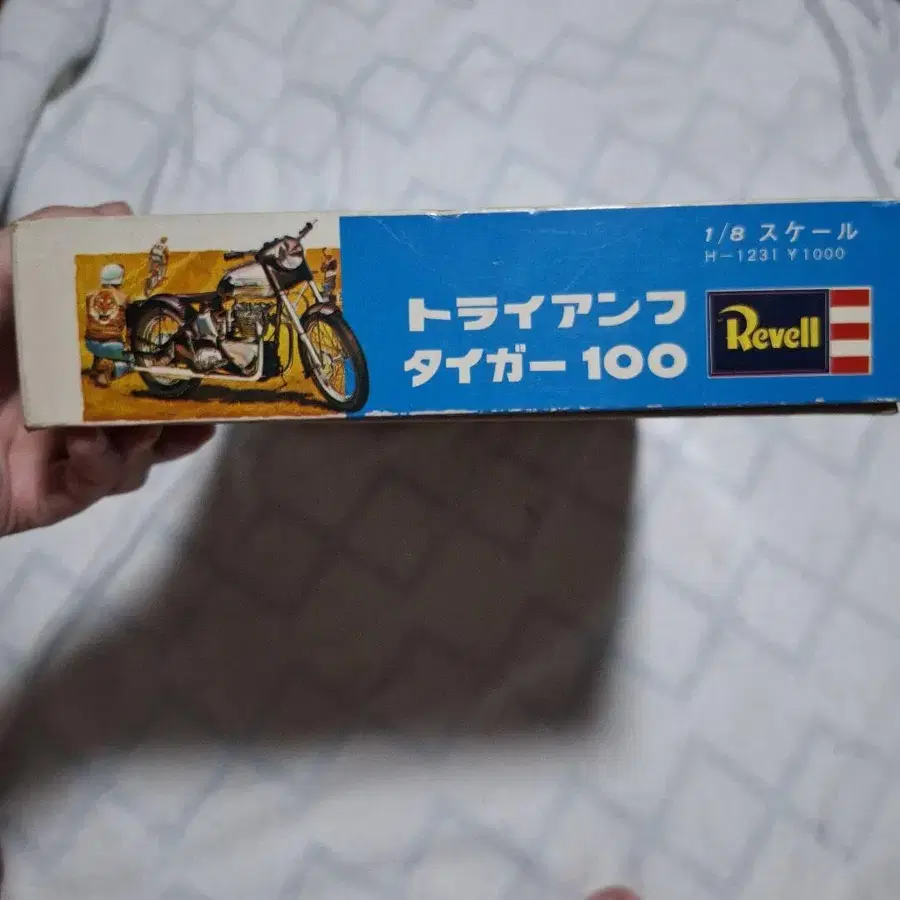 1/8 スケール
H-1231 ¥1000
トライアンフ
タイガー 100
Revell